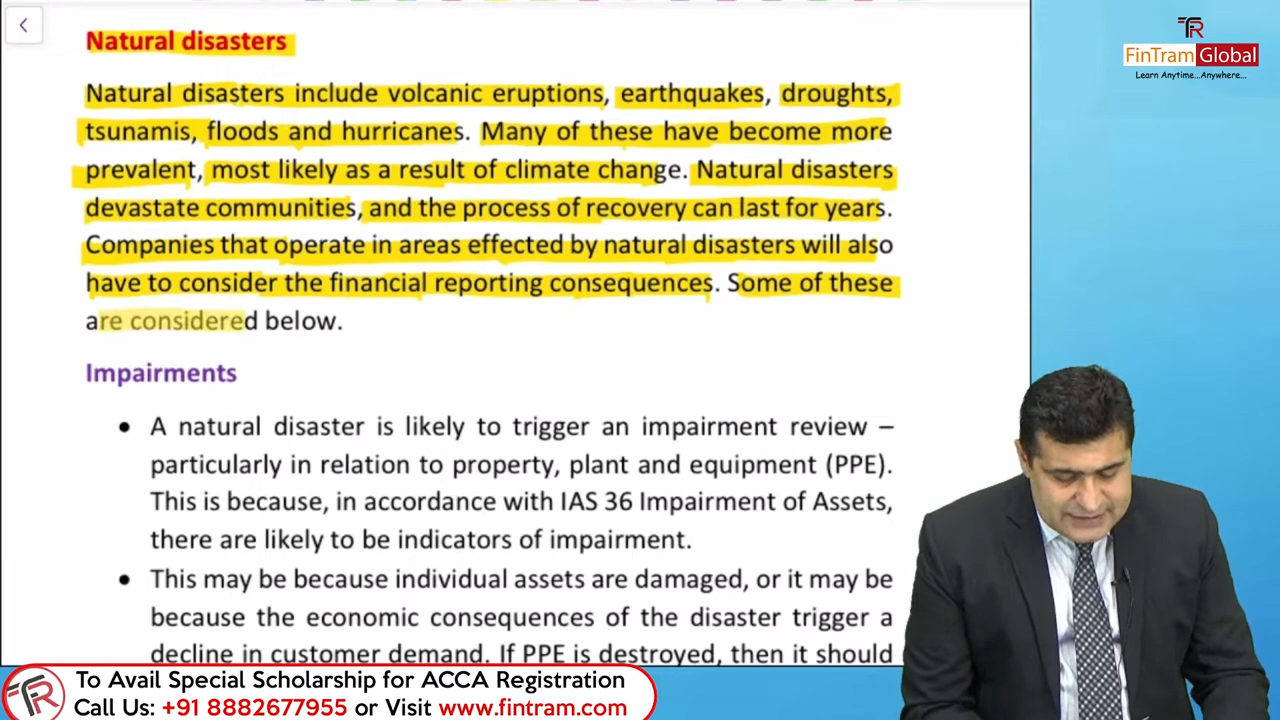 Natural disasters
Natural disasters include volcanic eruptions, earthquakes, droughts,
tsunamis, floods and hurricanes. Many of these have become more
prevalent, most likely as a result of climate change. Natural disasters
devastate communities, and the process of recovery can last for years.
Companies that operate in areas effected by natural disasters will also
have to consider the financial reporting consequences. Some of these
are considered below.
Impairments
• A natural disaster is likely to trigger an impairment review –
particularly in relation to property, plant and equipment (PPE).
This is because, in accordance with IAS 36 Impairment of Assets,
there are likely to be indicators of impairment.
• This may be because individual assets are damaged, or it may be
because the economic consequences of the disaster trigger a
decline in customer demand. If PPE is destroyed, then it should
FinTram Global
Learn Anytime...Anywhere...
To Avail Special Scholarship for ACCA Registration
Call Us: +91 8882677955 or Visit www.fintram.com